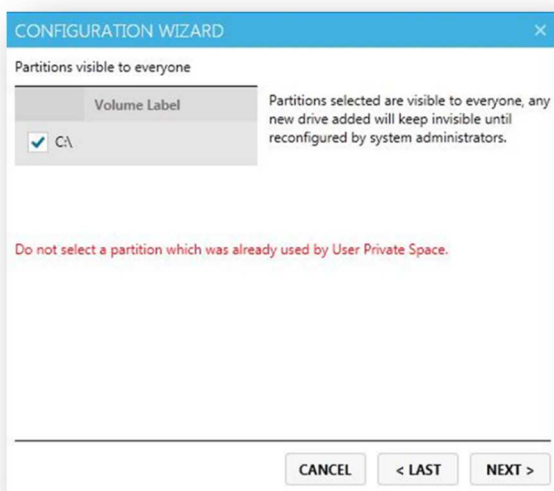 CONFIGURATION WIZARD
Partitions visible to everyone
Volume Label
C:\
Partitions selected are visible to everyone, any
new drive added will keep invisible until
reconfigured by system administrators.
Do not select a partition which was already used by User Private Space.
CANCEL
< LAST
NEXT >